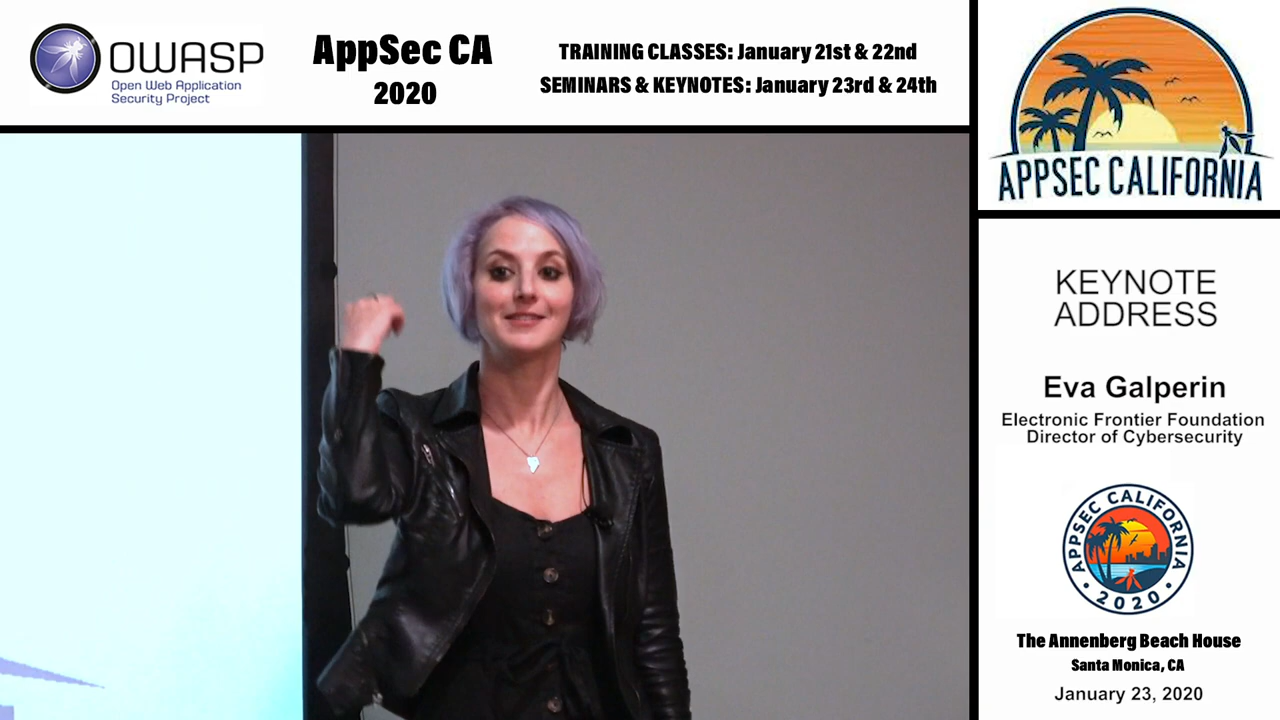 OWASP
Open Web Application
Security Project
AppSec CA
2020
TRAINING CLASSES: January 21st & 22nd
SEMINARS & KEYNOTES: January 23rd & 24th
APPSEC CALIFORNIA
KEYNOTE
ADDRESS
Eva Galperin
Electronic Frontier Foundation
Director of Cybersecurity
APPSEC CALIFORNIA
• 2020 •
The Annenberg Beach House
Santa Monica, CA
January 23, 2020